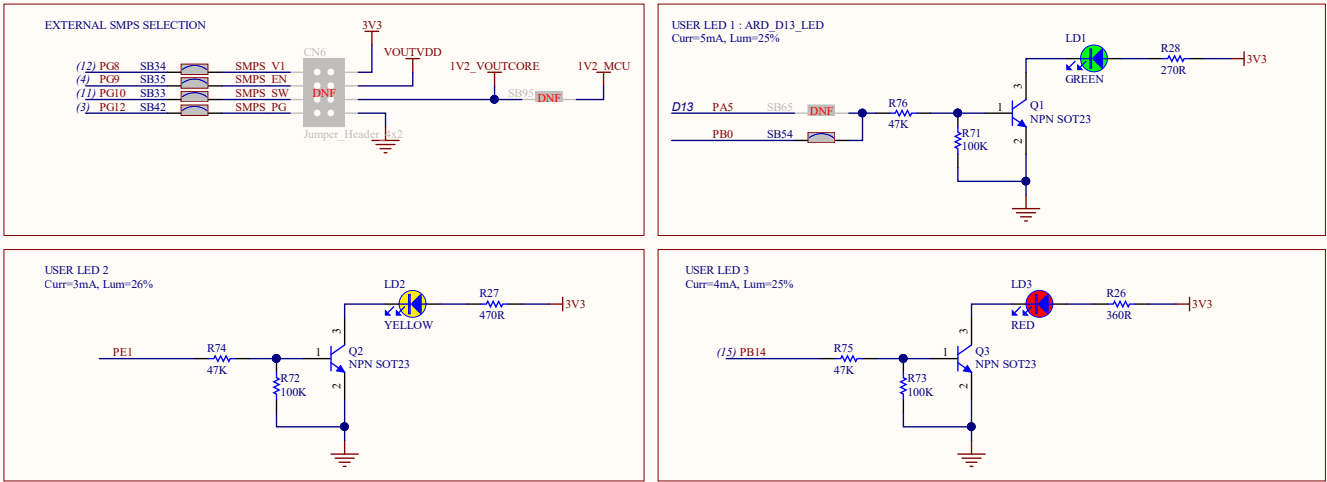 EXTERNAL SMPS SELECTION
3V3
CN6
VOUTVDD
(12) PG8 SB34 SMPS_V1
(4) PG9 SB35 SMPS_EN
(11) PG10 SB33 SMPS_SW
(3) PG12 SB42 SMPS_PG
DNF
1V2_VOUTCORE
1V2_MCU
SB95
DNF
Jumper_Header_4x2
USER LED 1 : ARD_D13_LED
Curr=5mA, Lum=25%
LD1
GREEN
R28
270R
3V3
D13 PA5 SB65 DNF
PB0 SB54
R76
47K
R71
100K
3
1
2
Q1
NPN SOT23
USER LED 2
Curr=3mA, Lum=26%
LD2
YELLOW
R27
470R
3V3
PE1
R74
47K
R72
100K
3
1
2
Q2
NPN SOT23
USER LED 3
Curr=4mA, Lum=25%
LD3
RED
R26
360R
3V3
(15) PB14
R75
47K
R73
100K
3
1
2
Q3
NPN SOT23